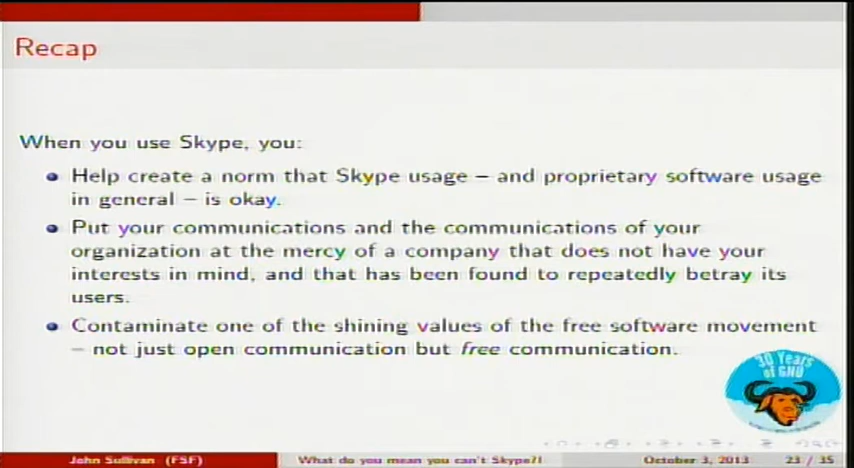 Recap
When you use Skype, you:
Help create a norm that Skype usage – and proprietary software usage
in general – is okay.
Put your communications and the communications of your
organization at the mercy of a company that does not have your
interests in mind, and that has been found to repeatedly betray its
users.
Contaminate one of the shining values of the free software movement
– not just open communication but free communication.
30 Years
of GNU
John Sullivan (FSF)
What do you mean you can't Skype?!
October 3, 2013
23 / 35